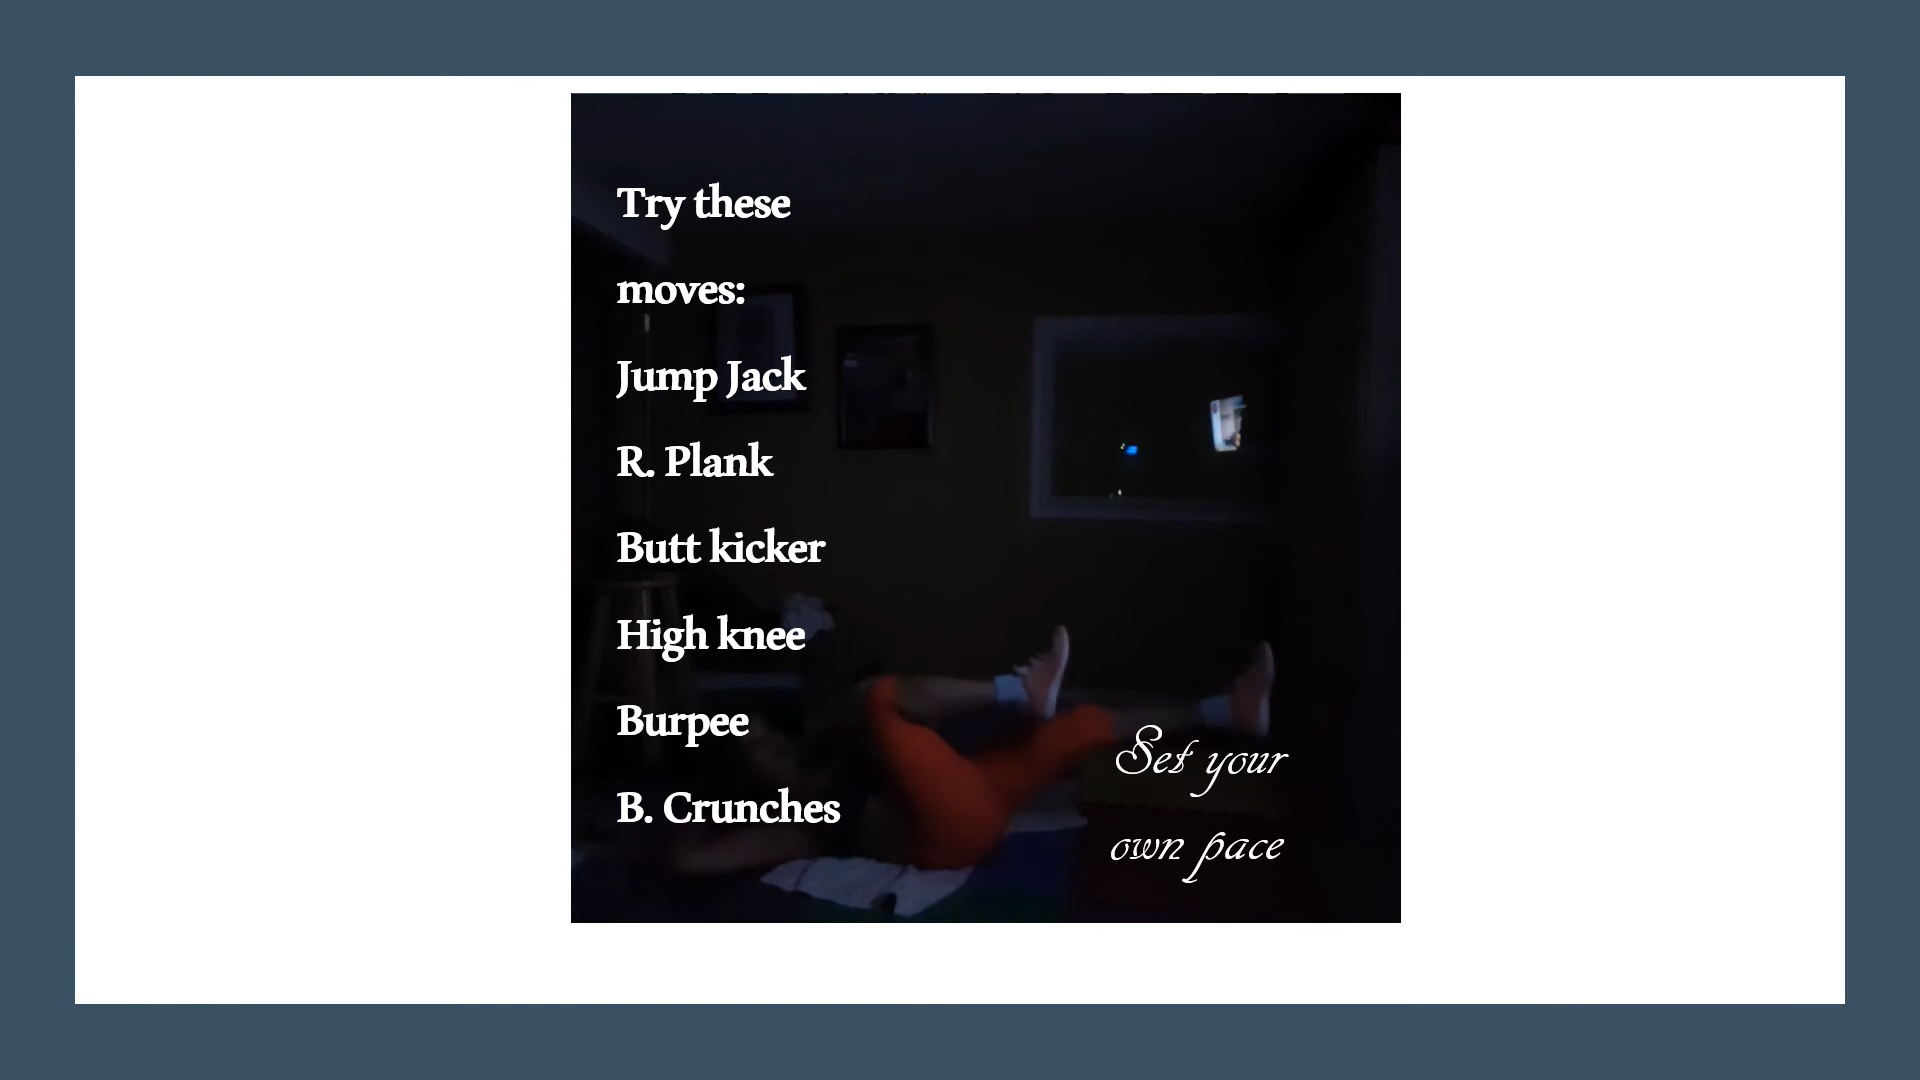 Try these
moves:
Jump Jack
R. Plank
Butt kicker
High knee
Burpee
B. Crunches
Set your
own pace